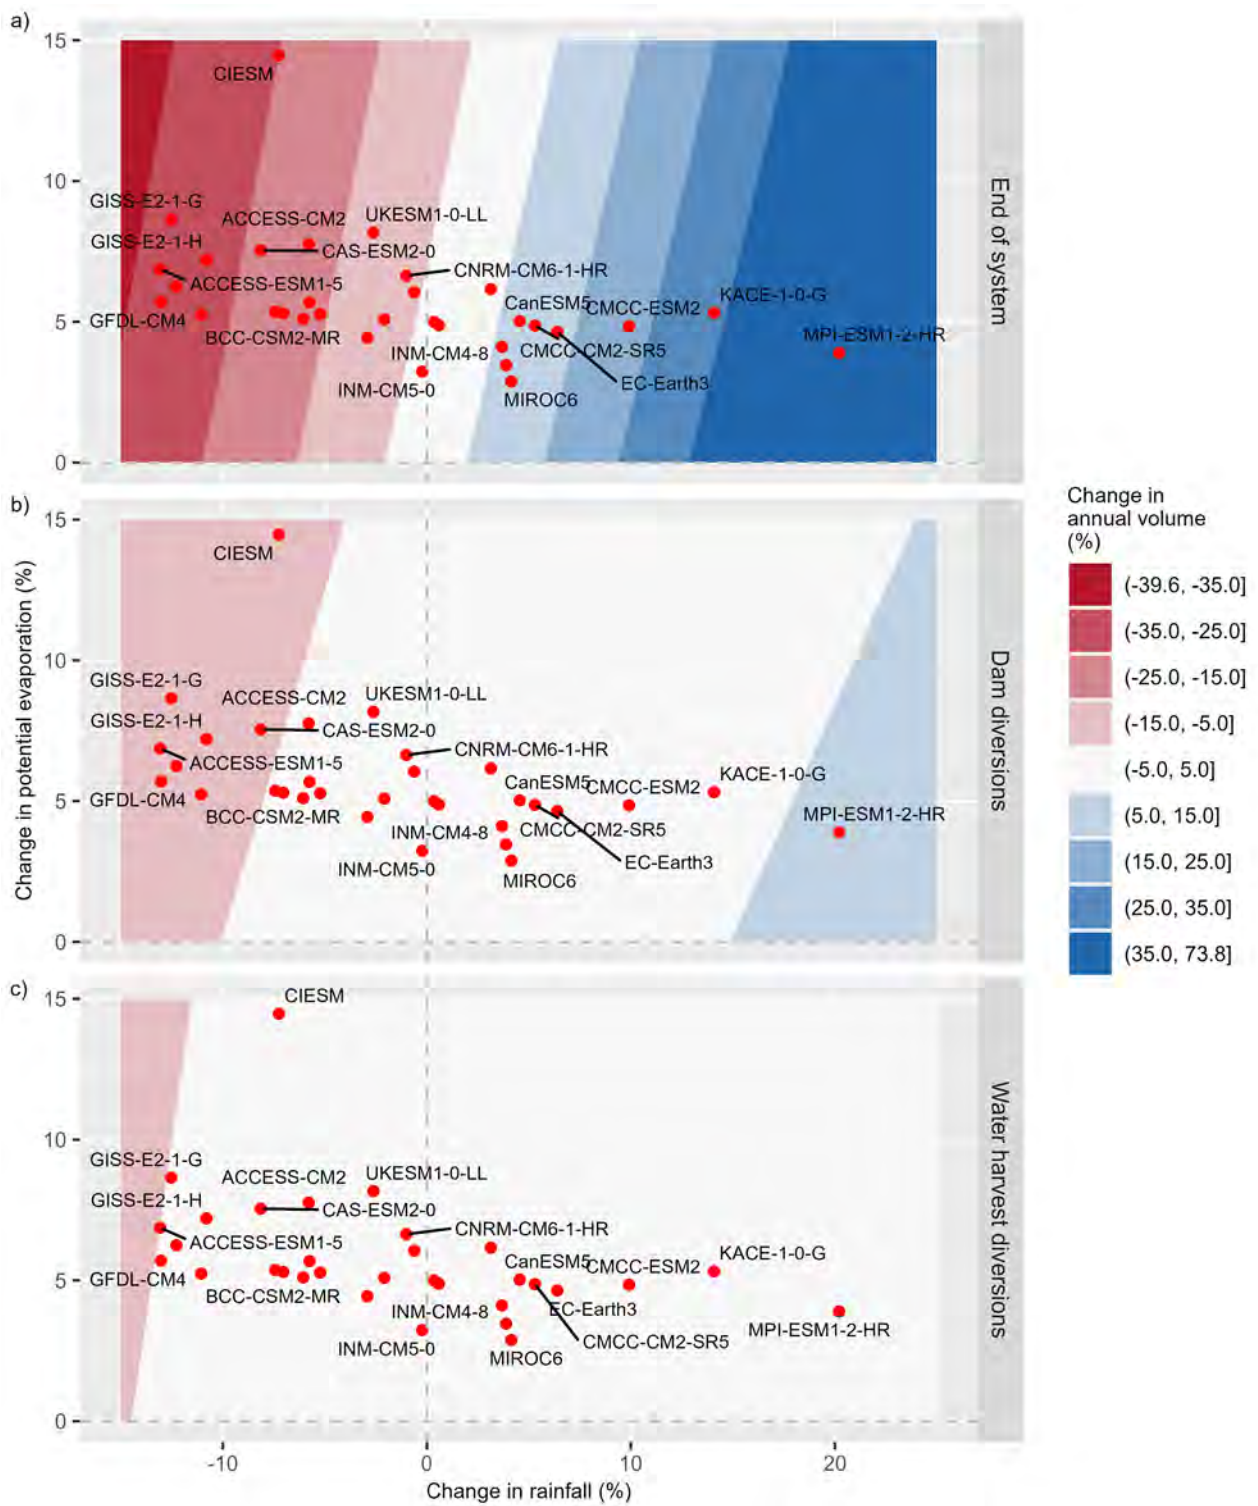 a)
15
10
5
0
CIESM
GISS-E2-1-G
ACCESS-CM2
UKESM1-0-LL
GISS-E2-1-H
CAS-ESM2-0
CNRM-CM6-1-HR
ACCESS-ESM1-5
KACE-1-0-G
GFDL-CM4
CanESM5
CMCC-ESM2
BCC-CSM2-MR
MPI-ESM1-2-HR
INM-CM4-8
CMCC-CM2-SR5
INM-CM5-0
EC-Earth3
MIROC6
End of system
b)
15
10
5
0
CIESM
GISS-E2-1-G
ACCESS-CM2
UKESM1-0-LL
GISS-E2-1-H
CAS-ESM2-0
CNRM-CM6-1-HR
ACCESS-ESM1-5
KACE-1-0-G
GFDL-CM4
CanESM5
CMCC-ESM2
BCC-CSM2-MR
MPI-ESM1-2-HR
INM-CM4-8
CMCC-CM2-SR5
INM-CM5-0
EC-Earth3
MIROC6
Dam diversions
Change in potential evaporation (%)
c)
15
10
5
0
CIESM
GISS-E2-1-G
ACCESS-CM2
UKESM1-0-LL
GISS-E2-1-H
CAS-ESM2-0
CNRM-CM6-1-HR
ACCESS-ESM1-5
KACE-1-0-G
GFDL-CM4
CanESM5
CMCC-ESM2
BCC-CSM2-MR
INM-CM4-8
EC-Earth3
MPI-ESM1-2-HR
INM-CM5-0
CMCC-CM2-SR5
MIROC6
Water harvest diversions
-10
0
10
20
Change in rainfall (%)
Change in
annual volume
(%)
(-39.6, -35.0]
(-35.0, -25.0]
(-25.0, -15.0]
(-15.0, -5.0]
(-5.0, 5.0]
(5.0, 15.0]
(15.0, 25.0]
(25.0, 35.0]
(35.0, 73.8]